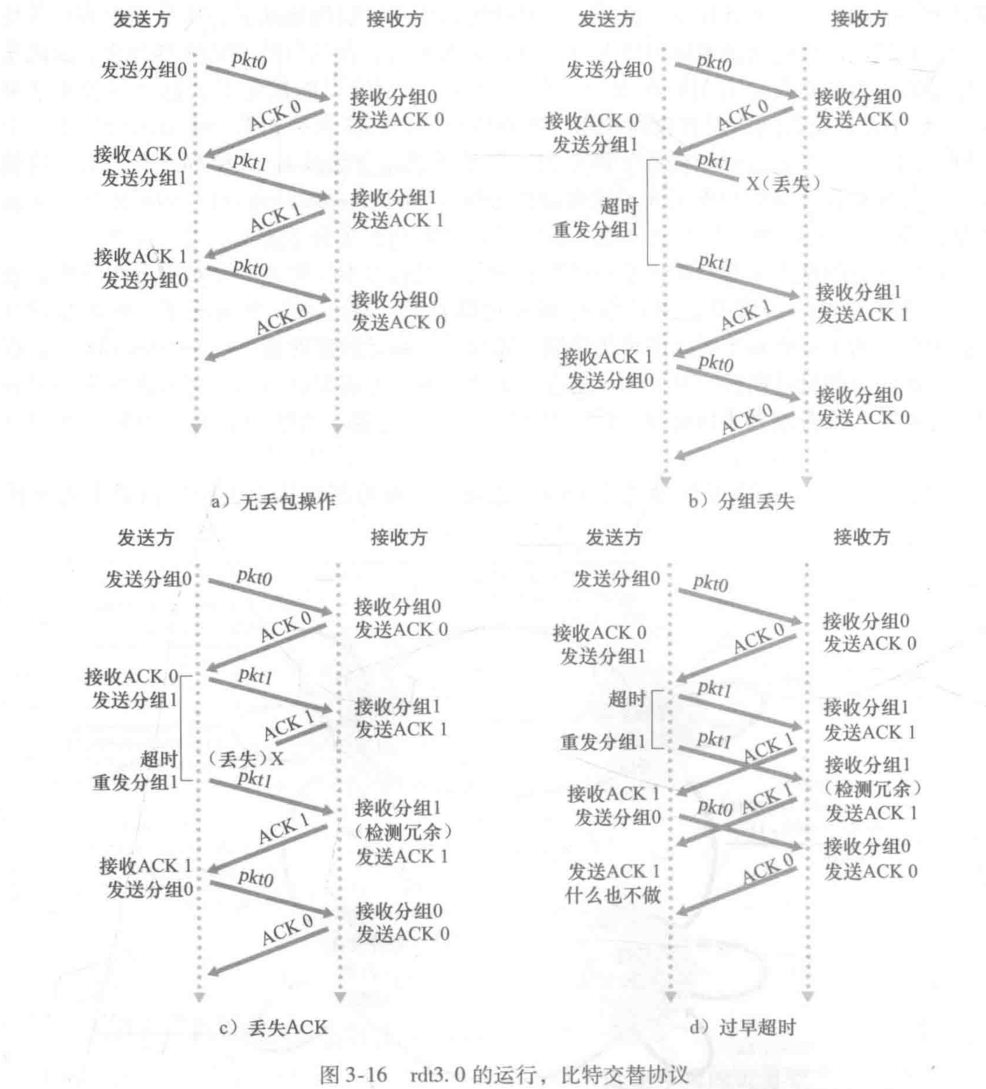 发送方 接收方
发送分组0 pkt0
接收分组0
ACK 0 发送ACK 0
接收ACK 0
发送分组1 pkt1
接收分组1
ACK 1 发送ACK 1
接收ACK 1
发送分组0 pkt0
接收分组0
ACK 0 发送ACK 0
a) 无丢包操作
发送方 接收方
发送分组0 pkt0
接收分组0
ACK 0 发送ACK 0
接收ACK 0
发送分组1 pkt1
X(丢失)
超时
重发分组1
pkt1
接收分组1
ACK 1 发送ACK 1
接收ACK 1
发送分组0 pkt0
接收分组0
ACK 0 发送ACK 0
b) 分组丢失
发送方 接收方
发送分组0 pkt0
接收分组0
ACK 0 发送ACK 0
接收ACK 0
发送分组1 pkt1
接收分组1
ACK 1 发送ACK 1
超时 (丢失)X
重发分组1 pkt1
接收分组1
(检测冗余)
ACK 1 发送ACK 1
接收ACK 1
发送分组0 pkt0
接收分组0
ACK 0 发送ACK 0
c) 丢失ACK
发送方 接收方
发送分组0 pkt0
接收分组0
ACK 0 发送ACK 0
接收ACK 0
发送分组1
超时 pkt1
接收分组1
发送ACK 1
重发分组1 pkt1 ACK 1
接收分组1
(检测冗余)
发送ACK 1
接收ACK 1
发送分组0 pkt0 ACK 1
接收分组0
发送ACK 0
发送ACK 1 ACK 0
什么也不做
d) 过早超时
图 3-16 rdt3.0 的运行，比特交替协议